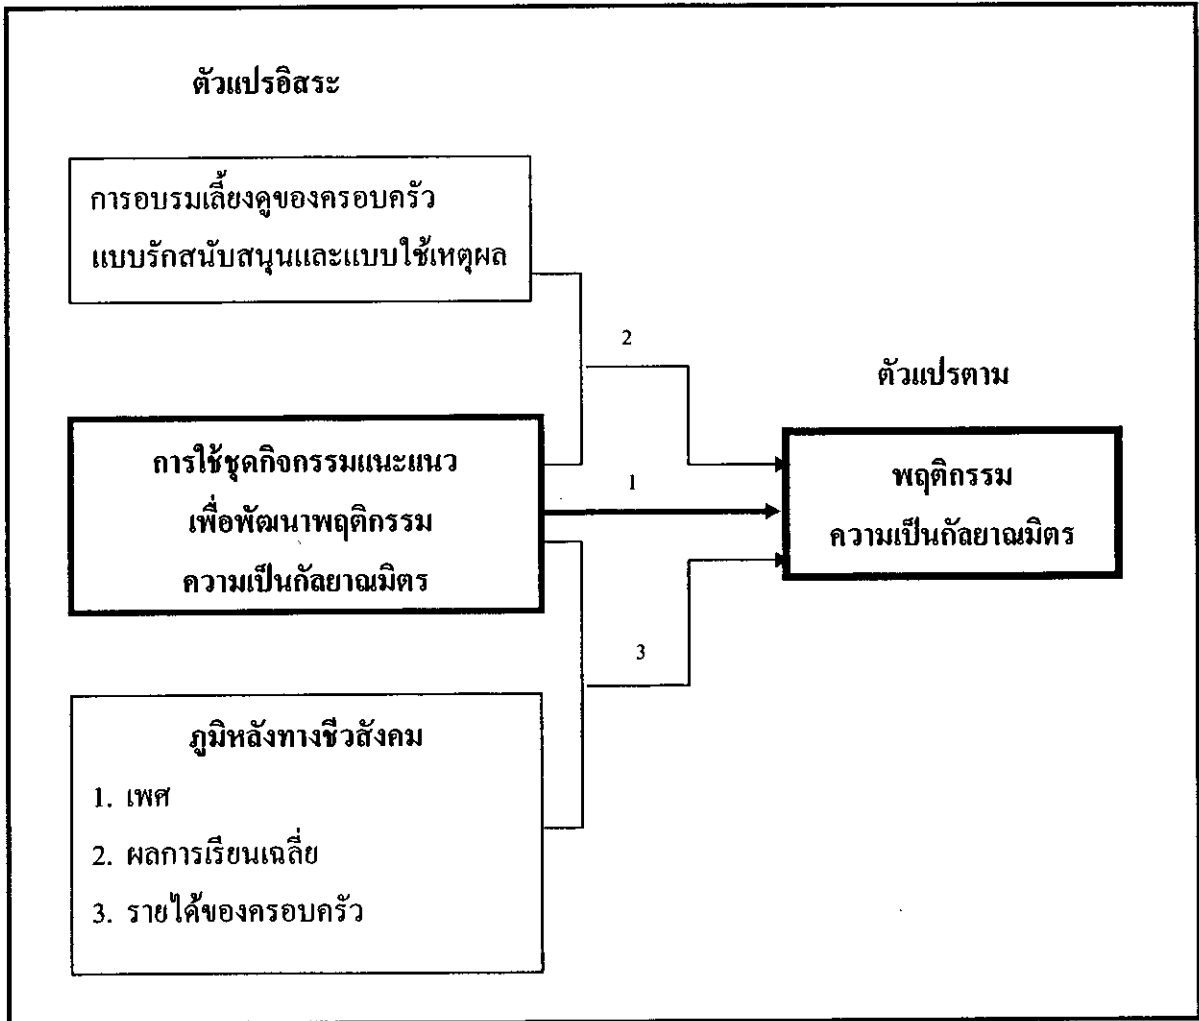 ตัวแปรอิสระ
การอบรมเลี้ยงดูของครอบครัว
แบบรักสนับสนุนและแบบใช้เหตุผล
2
ตัวแปรตาม
การใช้ชุดกิจกรรมแนะแนว
เพื่อพัฒนาพฤติกรรม
ความเป็นกัลยาณมิตร
1
พฤติกรรม
ความเป็นกัลยาณมิตร
3
ภูมิหลังทางชีวสังคม
1. เพศ
2. ผลการเรียนเฉลี่ย
3. รายได้ของครอบครัว